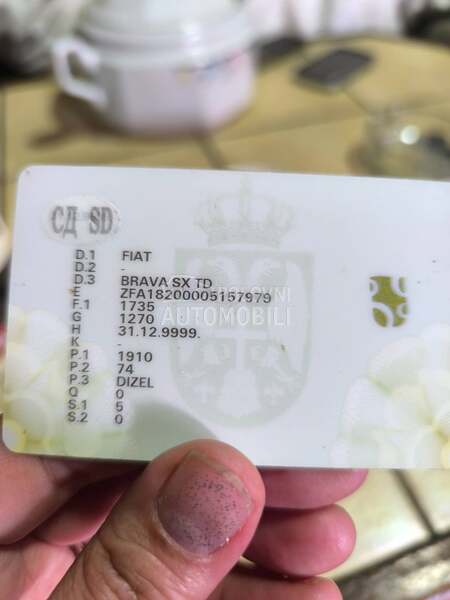 СД SD
D.1 FIAT
D.2 -
D.3 BRAVA SX TD
E ZFA18200005157979
F.1 1735
G 1270
H 31.12.9999.
K -
P.1 1910
P.2 74
P.3 DIZEL
Q 0
S.1 5
S.2 0
AUTOMOBILI